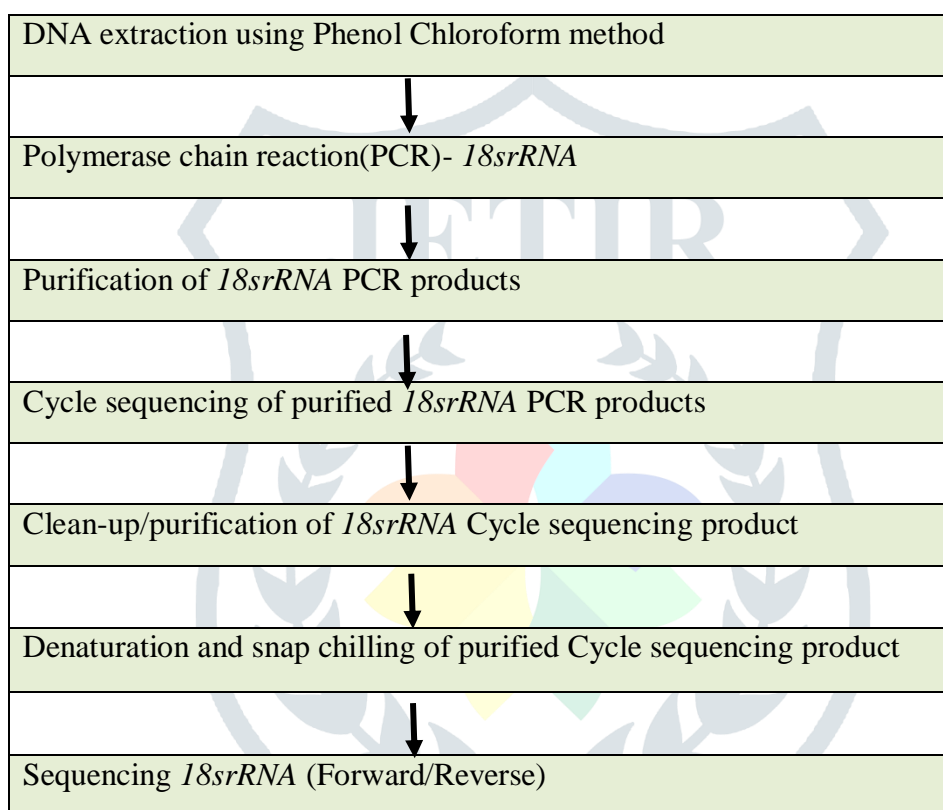 DNA extraction using Phenol Chloroform method
JETIR
Polymerase chain reaction(PCR)- 18srRNA
Purification of 18srRNA PCR products
Cycle sequencing of purified 18srRNA PCR products
Clean-up/purification of 18srRNA Cycle sequencing product
Denaturation and snap chilling of purified Cycle sequencing product
Sequencing 18srRNA (Forward/Reverse)